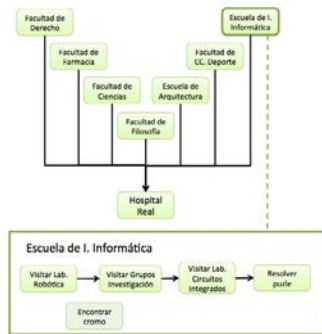 Facultad de
Derecho
Escuela de I.
Informática
Facultad de
Farmacia
Facultad de
CC. Deporte
Facultad de
Ciencias
Escuela de
Arquitectura
Facultad de
Filosofía
Hospital
Real
Escuela de I. Informática
Visitar Lab.
Robótica
Visitar Grupos
Investigación
Visitar Lab.
Circuitos
Integrados
Resolver
puzle
Encontrar
cromo